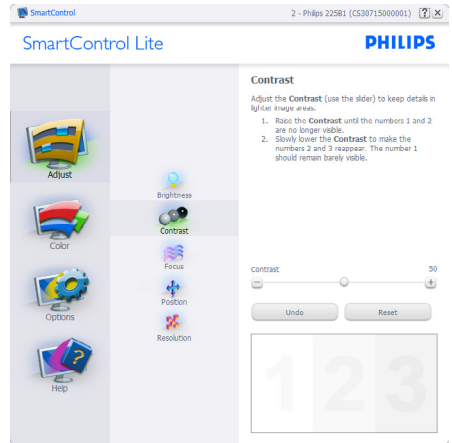 SmartControl
2 - Philips 225B1 (CS30715000001)
SmartControl Lite
PHILIPS
Adjust
Color
Options
Help
Brightness
Contrast
Focus
Position
Resolution
Contrast
Adjust the Contrast (use the slider) to keep details in
lighter image areas.
1. Raise the Contrast until the numbers 1 and 2
are no longer visible.
2. Slowly lower the Contrast to make the
numbers 2 and 3 reappear. The number 1
should remain barely visible.
Contrast 50
Undo Reset
1 2 3